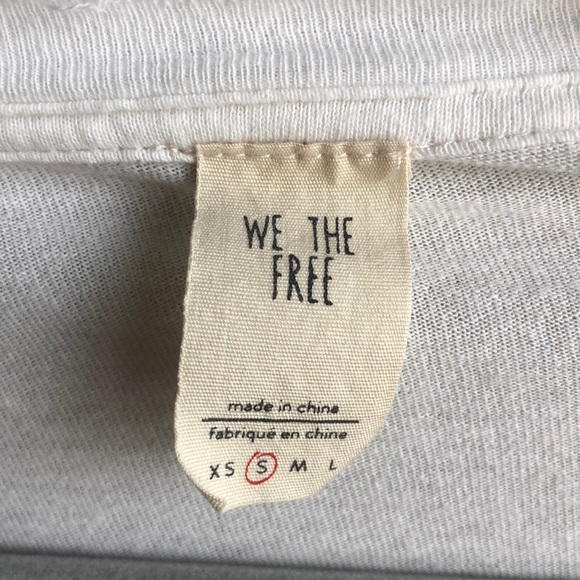 WE THE
FREE
made in china
fabriqué en chine
XS S M L